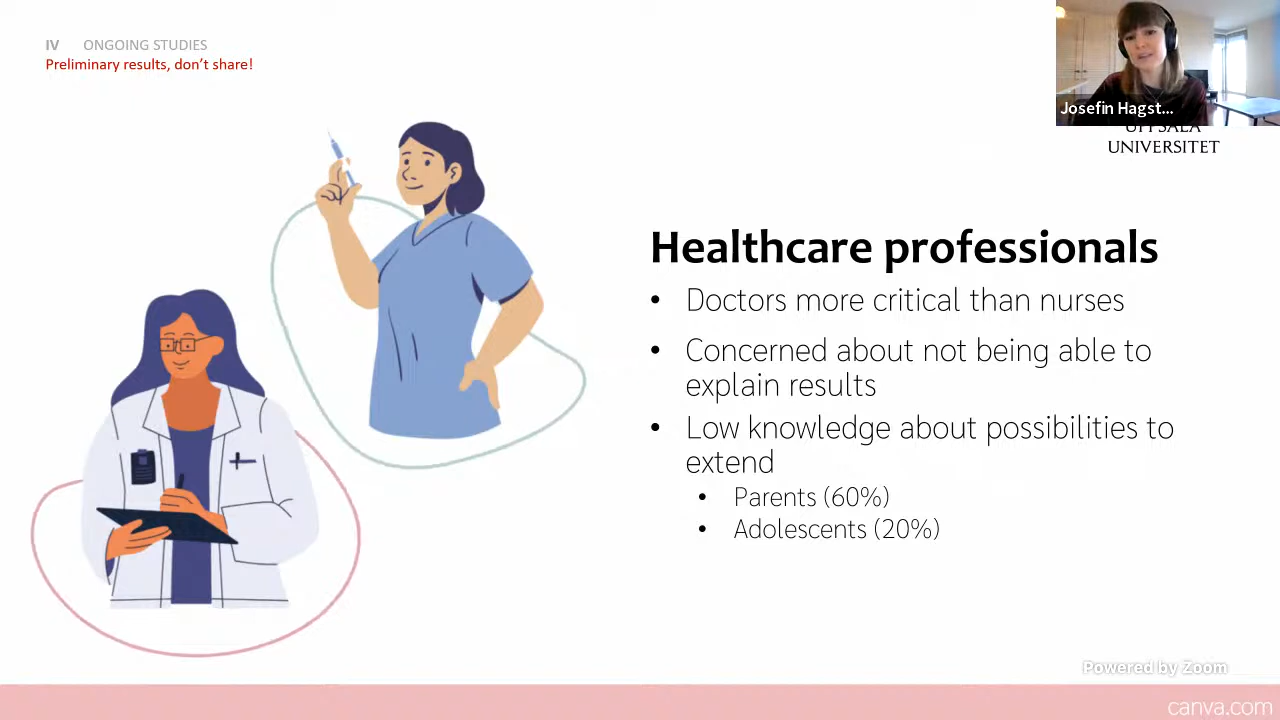 IV ONGOING STUDIES
Preliminary results, don't share!
Josefin Hagst...
UPPSALA
UNIVERSITET
Healthcare professionals
• Doctors more critical than nurses
• Concerned about not being able to
explain results
• Low knowledge about possibilities to
extend
• Parents (60%)
• Adolescents (20%)
Powered by Zoom
canva.com